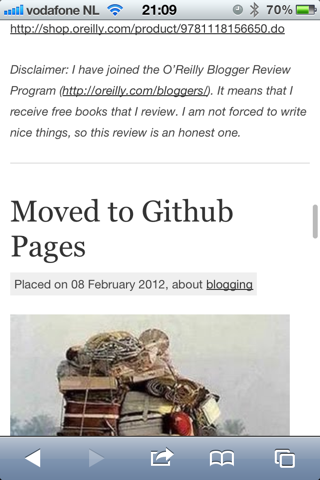 vodafone NL 21:09 70%
http://shop.oreilly.com/product/9781118156650.do
Disclaimer: I have joined the O'Reilly Blogger Review
Program (http://oreilly.com/bloggers/). It means that I
receive free books that I review. I am not forced to write
nice things, so this review is an honest one.
Moved to Github
Pages
Placed on 08 February 2012, about blogging